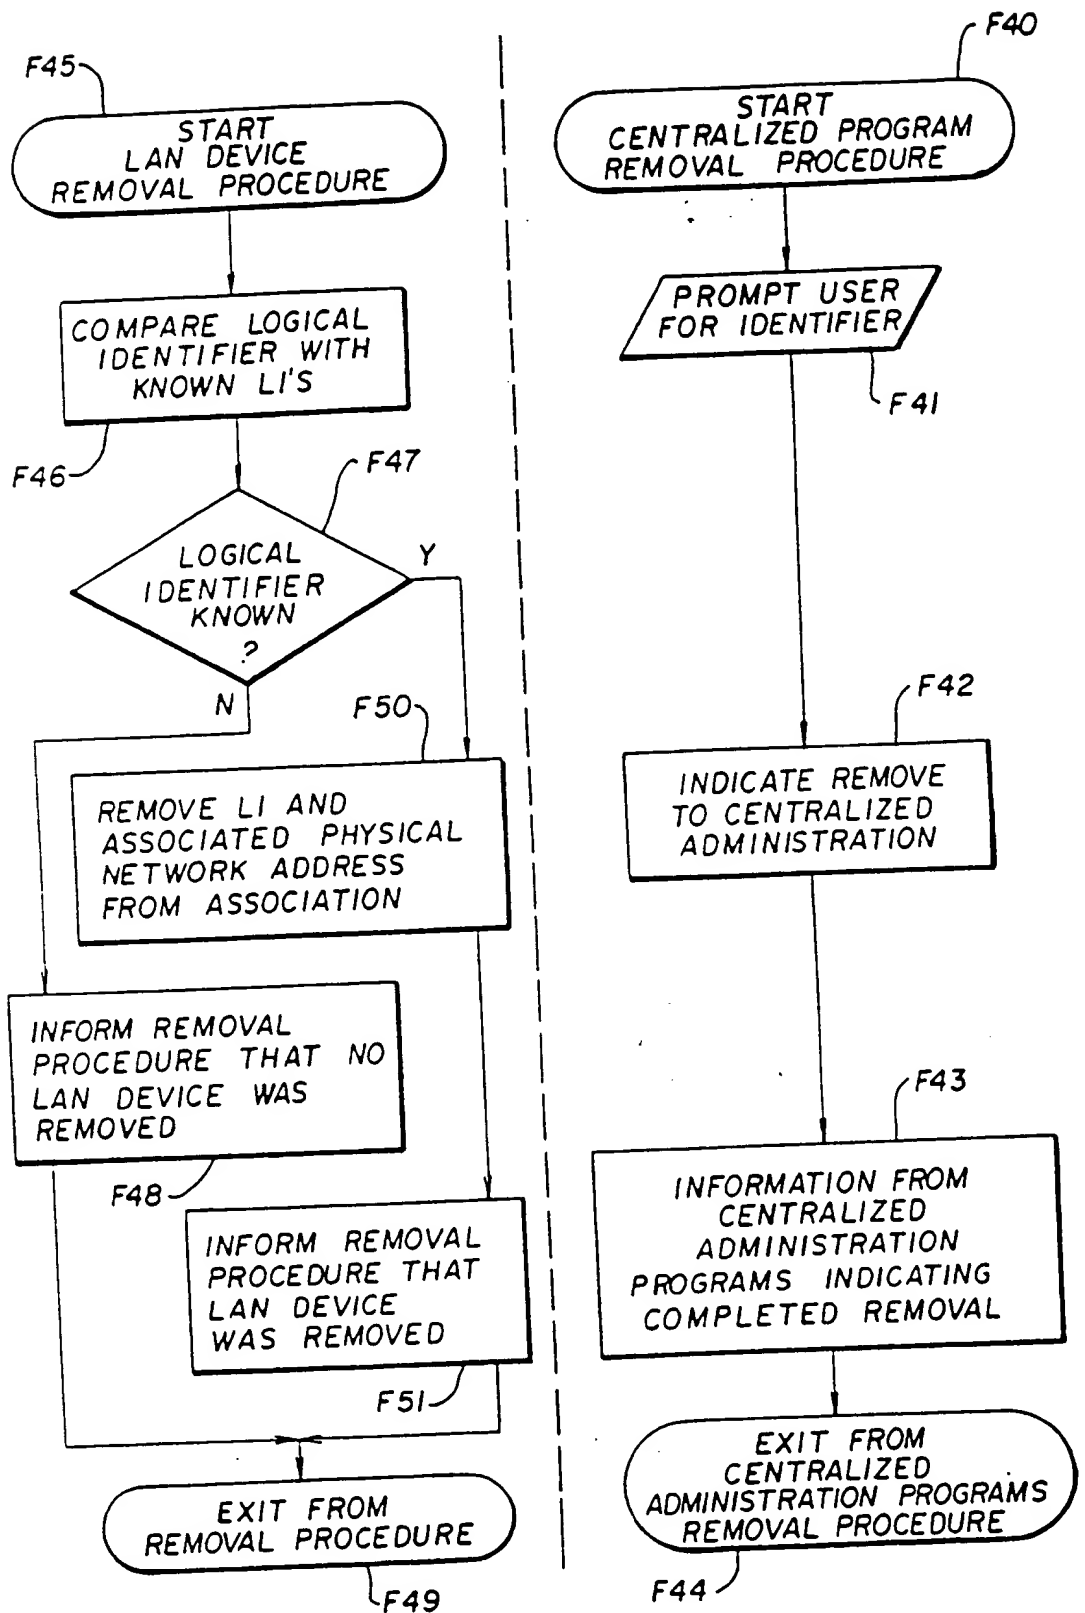 F45
START
LAN DEVICE
REMOVAL PROCEDURE
COMPARE LOGICAL
IDENTIFIER WITH
KNOWN LI'S
F46
F47
LOGICAL
IDENTIFIER
KNOWN
?
Y
N
F50
REMOVE LI AND
ASSOCIATED PHYSICAL
NETWORK ADDRESS
FROM ASSOCIATION
INFORM REMOVAL
PROCEDURE THAT NO
LAN DEVICE WAS
REMOVED
F48
INFORM REMOVAL
PROCEDURE THAT
LAN DEVICE
WAS REMOVED
F51
EXIT FROM
REMOVAL PROCEDURE
F49
F40
START
CENTRALIZED PROGRAM
REMOVAL PROCEDURE
PROMPT USER
FOR IDENTIFIER
F41
F42
INDICATE REMOVE
TO CENTRALIZED
ADMINISTRATION
F43
INFORMATION FROM
CENTRALIZED
ADMINISTRATION
PROGRAMS INDICATING
COMPLETED REMOVAL
EXIT FROM
CENTRALIZED
ADMINISTRATION PROGRAMS
REMOVAL PROCEDURE
F44